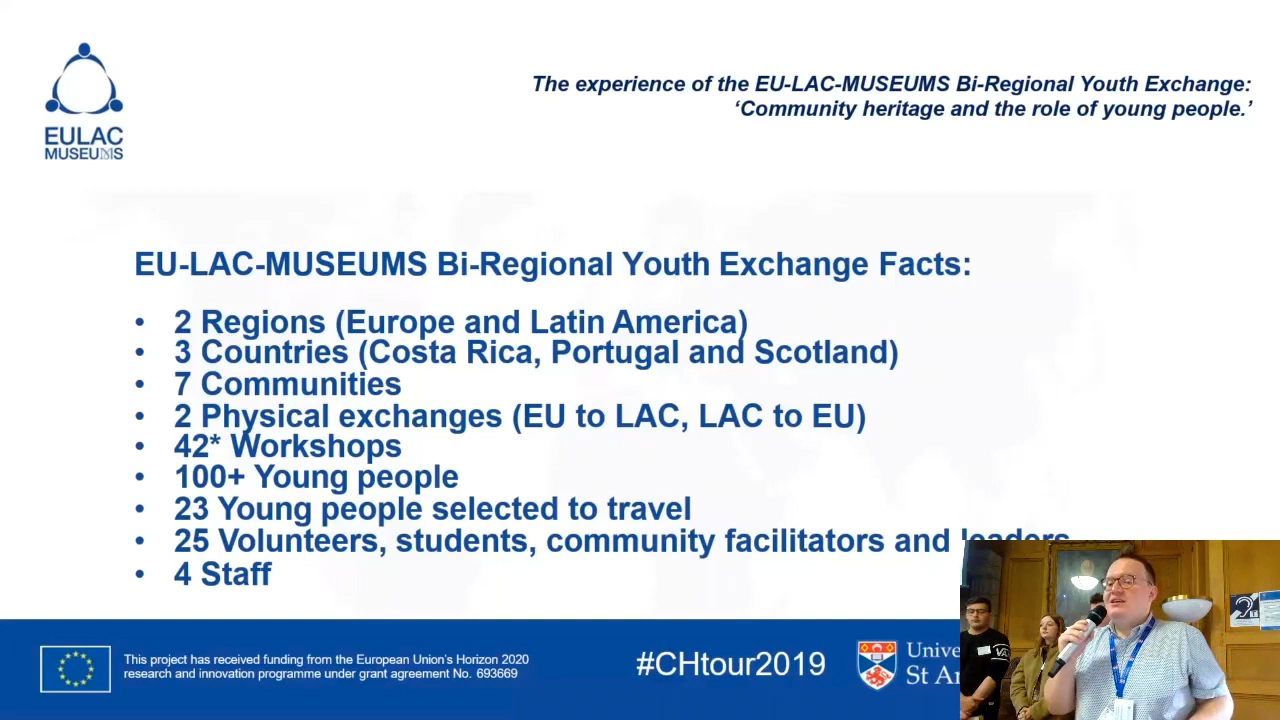 EULAC
MUSEUMS
The experience of the EU-LAC-MUSEUMS Bi-Regional Youth Exchange:
‘Community heritage and the role of young people.’
EU-LAC-MUSEUMS Bi-Regional Youth Exchange Facts:
• 2 Regions (Europe and Latin America)
• 3 Countries (Costa Rica, Portugal and Scotland)
• 7 Communities
• 2 Physical exchanges (EU to LAC, LAC to EU)
• 42* Workshops
• 100+ Young people
• 23 Young people selected to travel
• 25 Volunteers, students, community facilitators and leaders
• 4 Staff
This project has received funding from the European Union’s Horizon 2020
research and innovation programme under grant agreement No. 693669
#CHtour2019
Unive
St A